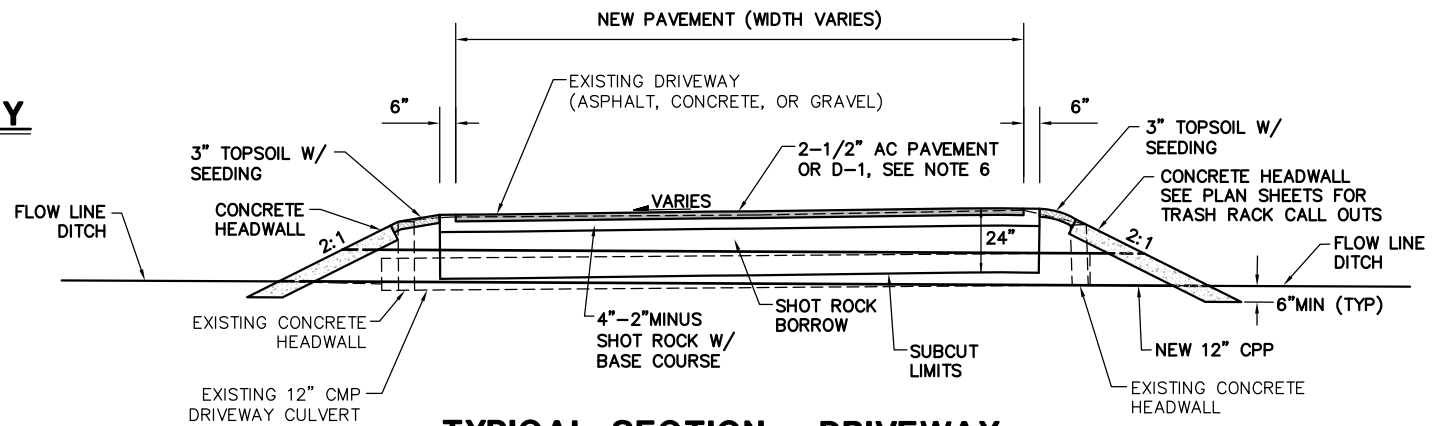 NEW PAVEMENT (WIDTH VARIES)
EXISTING DRIVEWAY
(ASPHALT, CONCRETE, OR GRAVEL)
Y
6"
6"
3" TOPSOIL W/
SEEDING
2-1/2" AC PAVEMENT
OR D-1, SEE NOTE 6
3" TOPSOIL W/
SEEDING
CONCRETE HEADWALL
SEE PLAN SHEETS FOR
TRASH RACK CALL OUTS
FLOW LINE
DITCH
CONCRETE
HEADWALL
VARIES
2:1
24"
2:1
FLOW LINE
DITCH
6"MIN (TYP)
EXISTING CONCRETE
HEADWALL
4"-2"MINUS
SHOT ROCK W/
BASE COURSE
SHOT ROCK
BORROW
SUBCUT
LIMITS
NEW 12" CPP
EXISTING 12" CMP
DRIVEWAY CULVERT
EXISTING CONCRETE
HEADWALL
TYPICAL SECTION - DRIVEWAY